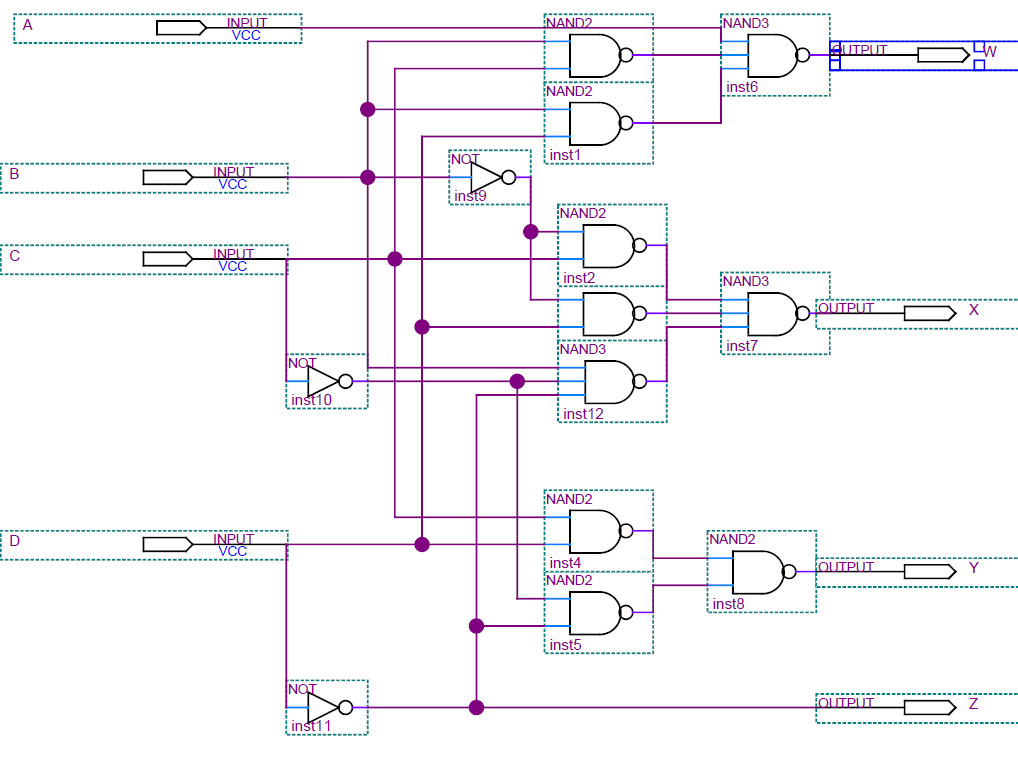 A INPUT VCC
NAND2
NAND3
OUTPUT W
inst6
NAND2
inst1
B INPUT VCC
NOT
inst9
NAND2
inst2
C INPUT VCC
NAND3
inst7
OUTPUT X
NOT
inst10
NAND3
inst12
NAND2
inst4
D INPUT VCC
NAND2
inst8
OUTPUT Y
NAND2
inst5
NOT
inst11
OUTPUT Z